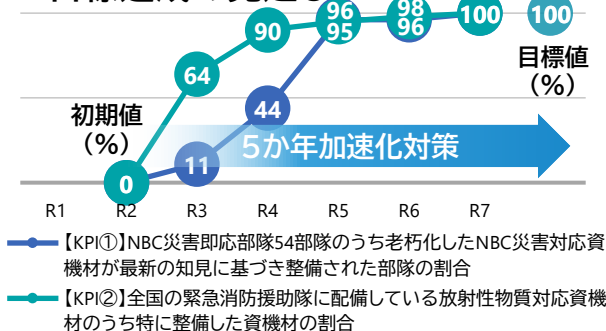 96
98
100
100
95
96
90
目標値
(%)
64
初期値
(%)
44
5か年加速化対策
11
0
R1 R2 R3 R4 R5 R6 R7
【KPI①】NBC災害即応部隊54部隊のうち老朽化したNBC災害対応資
機材が最新の知見に基づき整備された部隊の割合
【KPI②】全国の緊急消防援助隊に配備している放射性物質対応資機
材のうち特に整備した資機材の割合